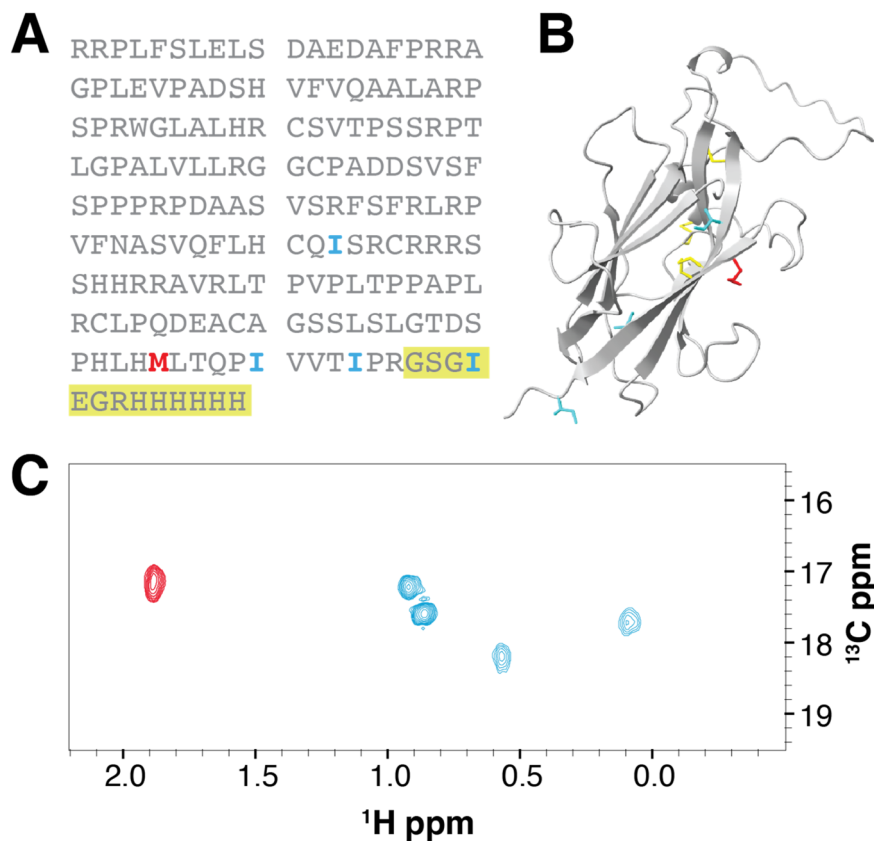 A
RRPLFSLELS DAEDAFPRRA
GPLEVPADSH VFVQAALARP
SPRWGLALHR CSVTPSSRPT
LGPALVLLRG GCPADDSVSF
SPPPRPDAAS VSRFSFRLRP
VFNASVQFLH CQISRCRRRS
SHHRRAVRLT PVPLTPPAPL
RCLPQDEACA GSSLSLGTDS
PHLHMLTQPI VVTIPRGSGI
EGRHHHHHH
B
C
16
17
18
19
13C ppm
2.0 1.5 1.0 0.5 0.0
1H ppm